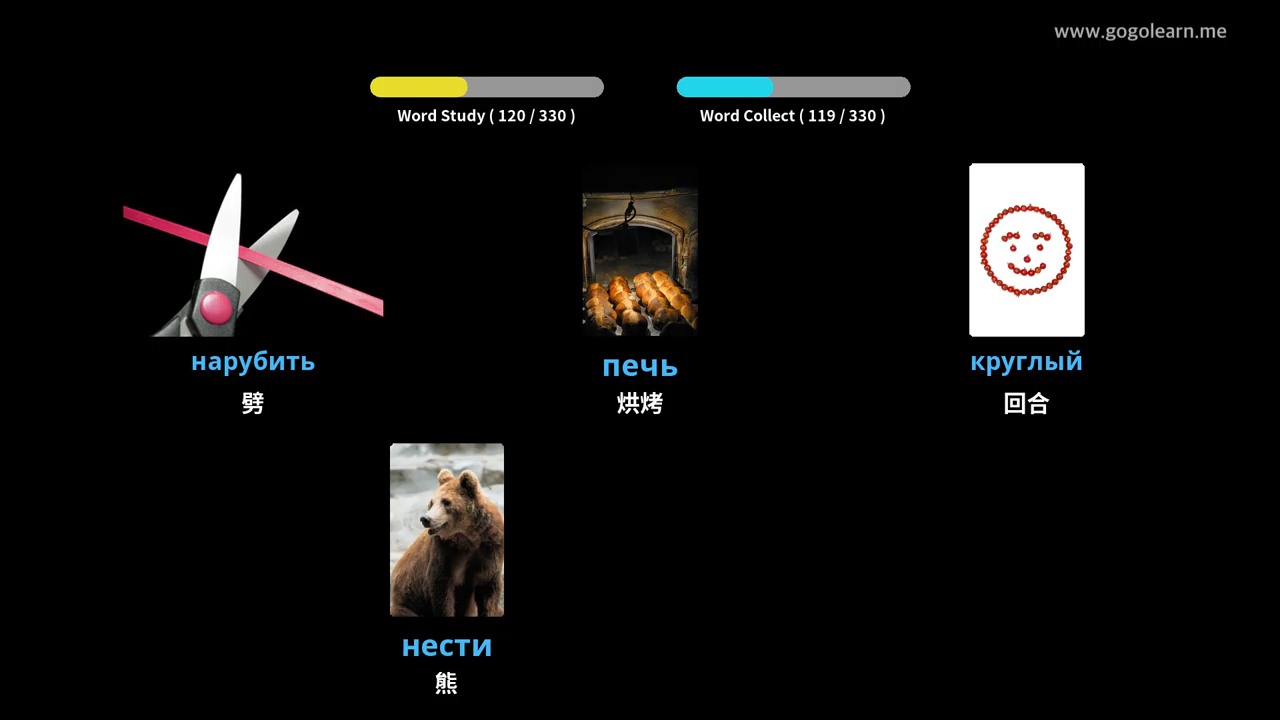 www.gogolearn.me
Word Study ( 120 / 330 )
Word Collect ( 119 / 330 )
нарубить
劈
печь
烘烤
круглый
回合
нести
熊